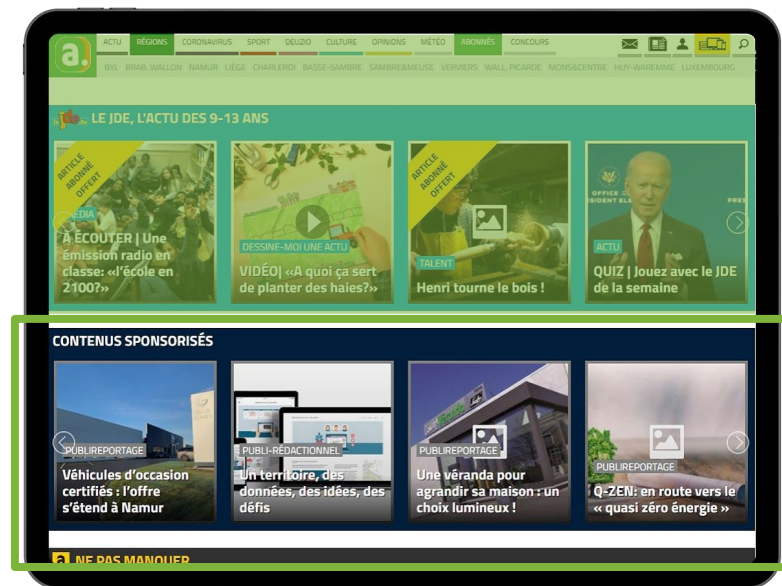 a.
ACTU RÉGIONS CORONAVIRUS SPORT DEUZIO CULTURE OPINIONS MÉTÉO ABONNÉS CONCOURS
BXL BRAB. WALLON NAMUR LIÈGE CHARLEROI BASSE-SAMBRE SAMBRE&MEUSE VERVIERS WALL. PICARDE MONS&CENTRE HUY-WAREMME LUXEMBOURG
LE JDE, L'ACTU DES 9-13 ANS
ARTICLE
ABONNÉ
OFFERT
MÉDIA
À ÉCOUTER | Une
émission radio en
classe: «l'école en
2100?»
DESSINE-MOI UNE ACTU
VIDÉO| «A quoi ça sert
de planter des haies?»
ARTICLE
ABONNÉ
OFFERT
TALENT
Henri tourne le bois !
OFFICE
ACTU
QUIZ | Jouez avec le JDE
de la semaine
CONTENUS SPONSORISÉS
PUBLIREPORTAGE
Véhicules d'occasion
certifiés : l'offre
s'étend à Namur
PUBLI-RÉDACTIONNEL
Un territoire, des
données, des idées, des
défis
PUBLIREPORTAGE
Une véranda pour
agrandir sa maison : un
choix lumineux !
PUBLIREPORTAGE
Q-ZEN: en route vers le
« quasi zéro énergie »
a NE PAS MANQUER